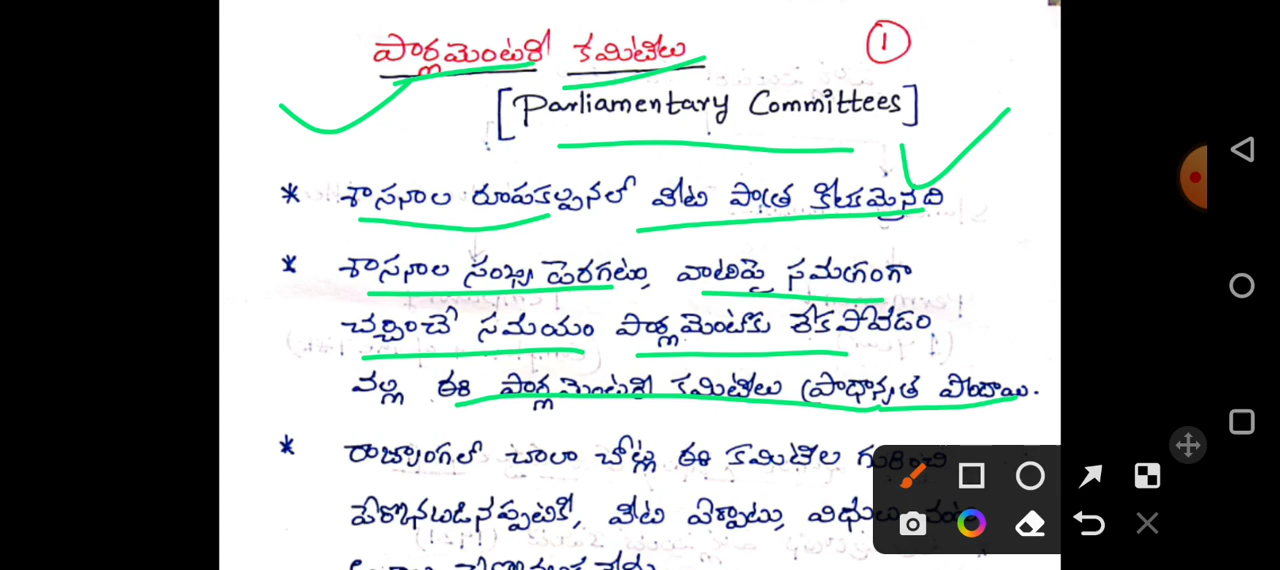 పార్లమెంటరీ కమిటీలు
1
[Parliamentary Committees]
* శాసనాల రూపకల్పనలో వీటి పాత్ర కీలకమైనది
* శాసనాల సంఖ్య పెరగటం, వాటిపై సమగ్రంగా
చర్చించే సమయం పార్లమెంటుకు లేకపోవడం
వల్ల ఈ పార్లమెంటరీ కమిటీలు ప్రాధాన్యత పొందాయి.
* రాజ్యాంగంలో చాలా చోట్ల ఈ కమిటీల గురించి
పేర్కొనబడినప్పటికీ, వీటి ఏర్పాటు, విధులు